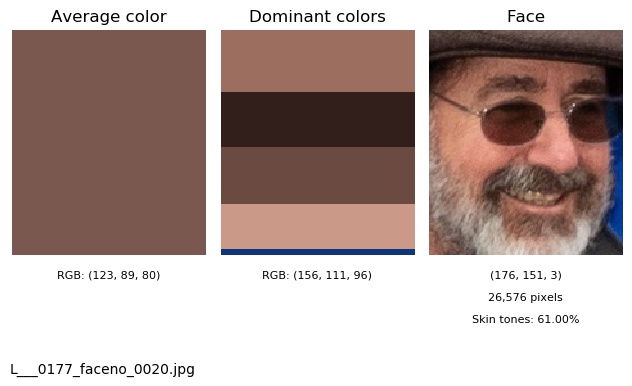 Average color
Dominant colors
Face
RGB: (123, 89, 80)
RGB: (156, 111, 96)
(176, 151, 3)
26,576 pixels
Skin tones: 61.00%
L___0177_faceno_0020.jpg